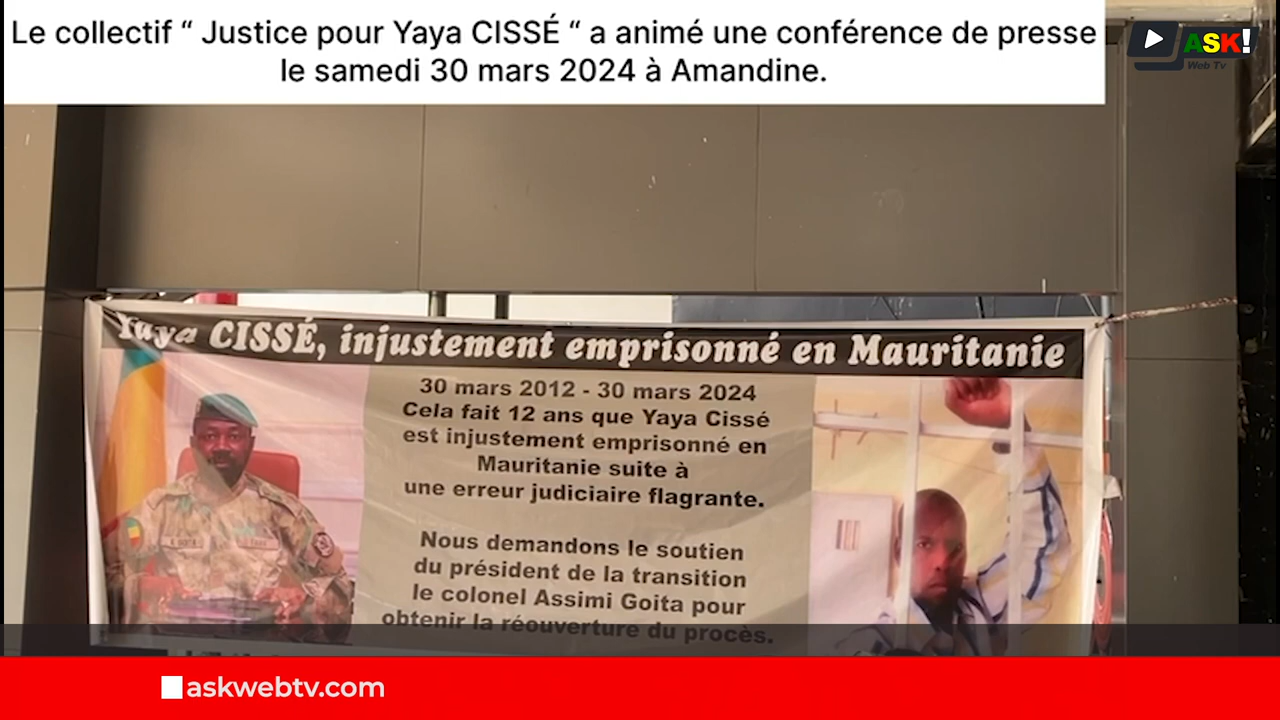 Le collectif “ Justice pour Yaya CISSÉ “ a animé une conférence de presse
le samedi 30 mars 2024 à Amandine.
ASK!
Web Tv
Yaya CISSÉ, injustement emprisonné en Mauritanie
30 mars 2012 - 30 mars 2024
Cela fait 12 ans que Yaya Cissé
est injustement emprisonné en
Mauritanie suite à
une erreur judiciaire flagrante.
Nous demandons le soutien
du président de la transition
le colonel Assimi Goita pour
obtenir la réouverture du procès.
askwebtv.com